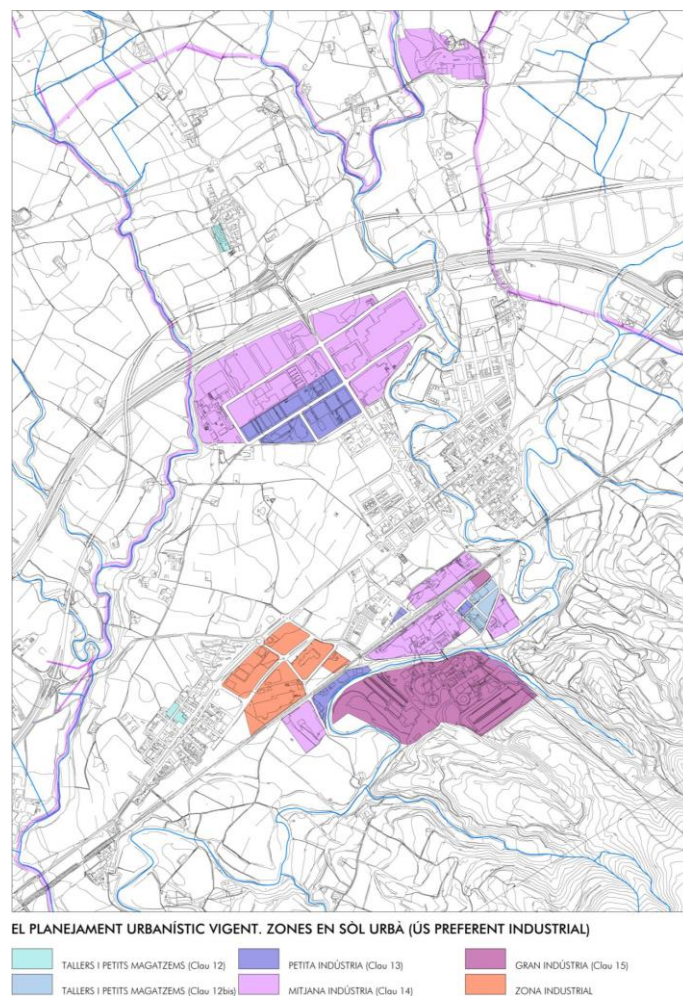 EL PLANEJAMENT URBANÍSTIC VIGENT. ZONES EN SÒL URBÀ (ÚS PREFERENT INDUSTRIAL)
TALLERS I PETITS MAGATZEMS (Clau 12) PETITA INDÚSTRIA (Clau 13) GRAN INDÚSTRIA (Clau 15)
TALLERS I PETITS MAGATZEMS (Clau 12bis) MITJANA INDÚSTRIA (Clau 14) ZONA INDUSTRIAL